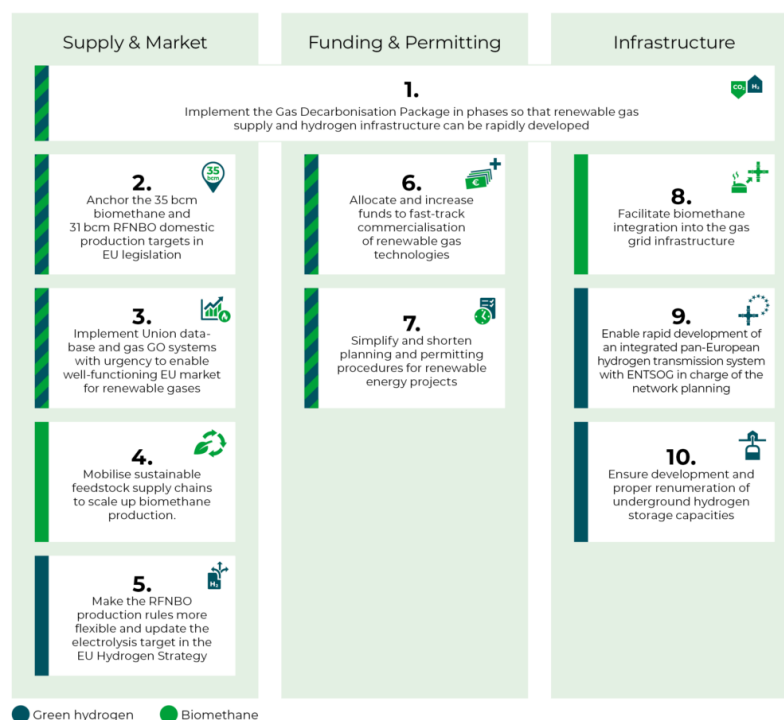 Supply & Market
Funding & Permitting
Infrastructure
1.
CO₂
H₂
Implement the Gas Decarbonisation Package in phases so that renewable gas
supply and hydrogen infrastructure can be rapidly developed
2.
35
bcm
Anchor the 35 bcm
biomethane and
31 bcm RFNBO domestic
production targets in
EU legislation
3.
Implement Union data-
base and gas GO systems
with urgency to enable
well-functioning EU market
for renewable gases
4.
Mobilise sustainable
feedstock supply chains
to scale up biomethane
production.
5.
H₂
Make the RFNBO
production rules more
flexible and update the
electrolysis target in the
EU Hydrogen Strategy
6.
€
Allocate and increase
funds to fast-track
commercialisation
of renewable gas
technologies
7.
Simplify and shorten
planning and permitting
procedures for renewable
energy projects
8.
Facilitate biomethane
integration into the gas
grid infrastructure
9.
Enable rapid development of
an integrated pan-European
hydrogen transmission system
with ENTSOG in charge of the
network planning
10.
Ensure development and
proper renumeration of
underground hydrogen
storage capacities
Green hydrogen
Biomethane